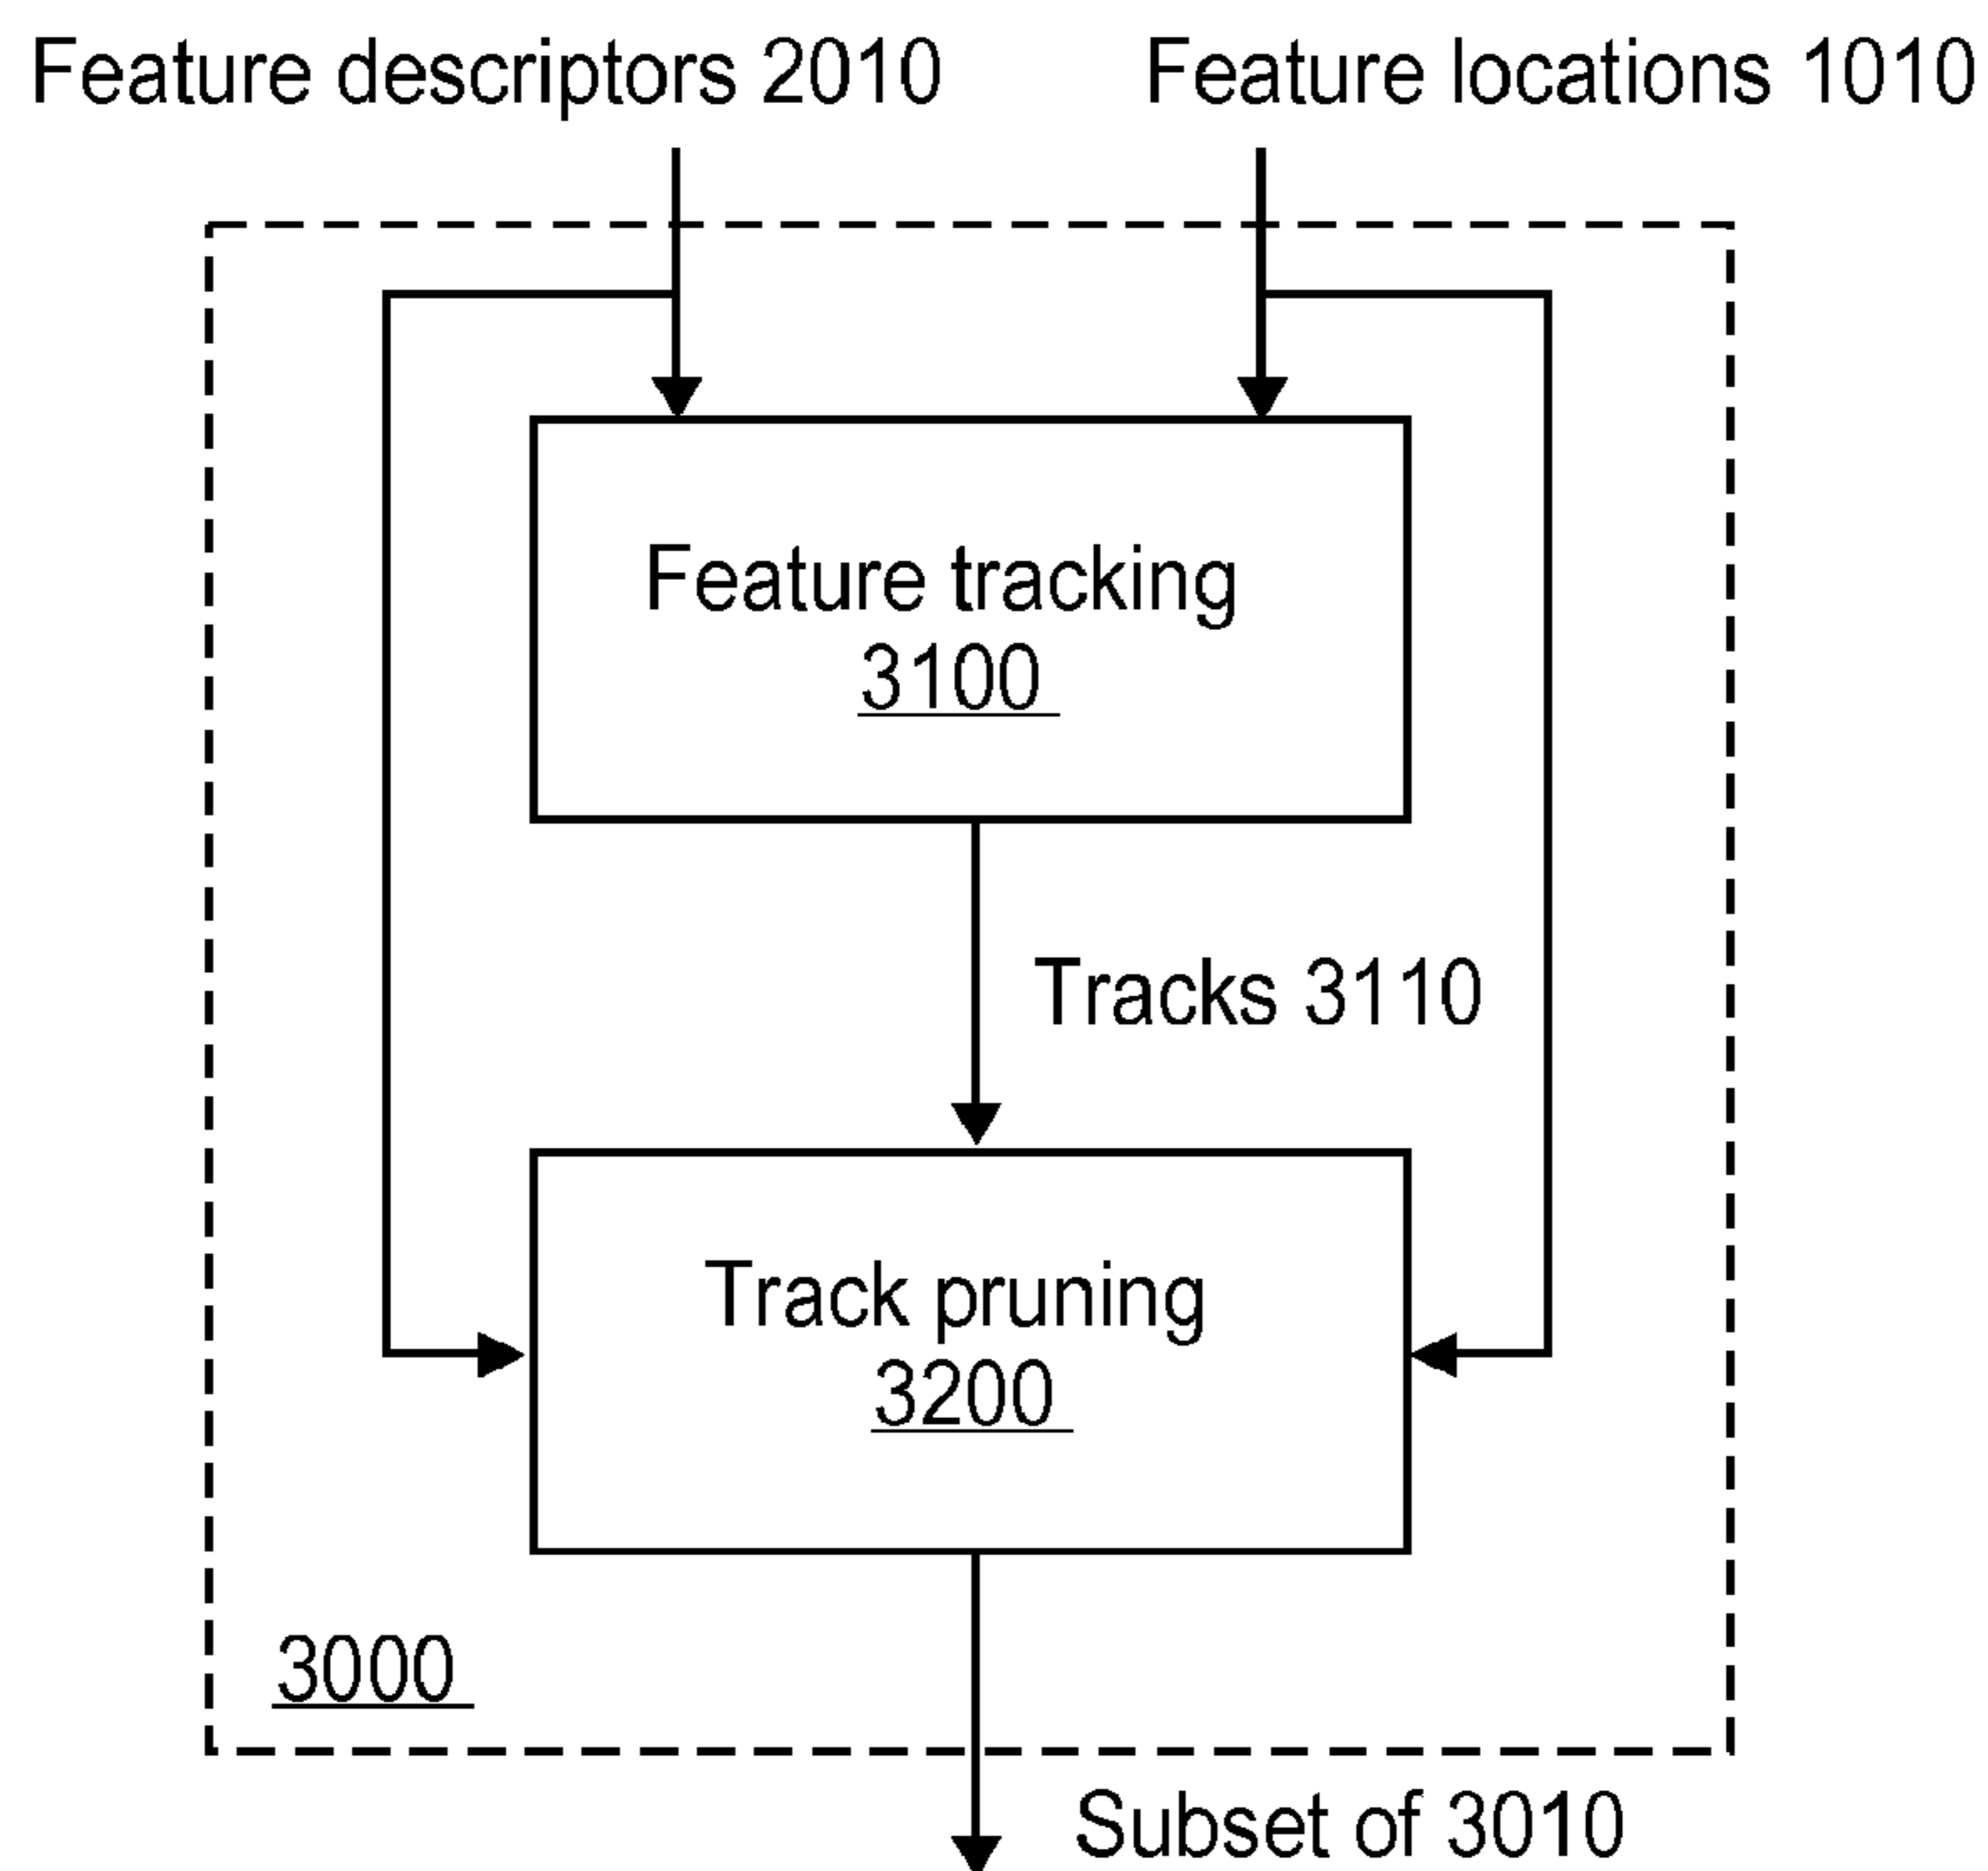 Feature descriptors 2010
Feature locations 1010
Feature tracking
3100
Tracks 3110
Track pruning
3200
3000
Subset of 3010